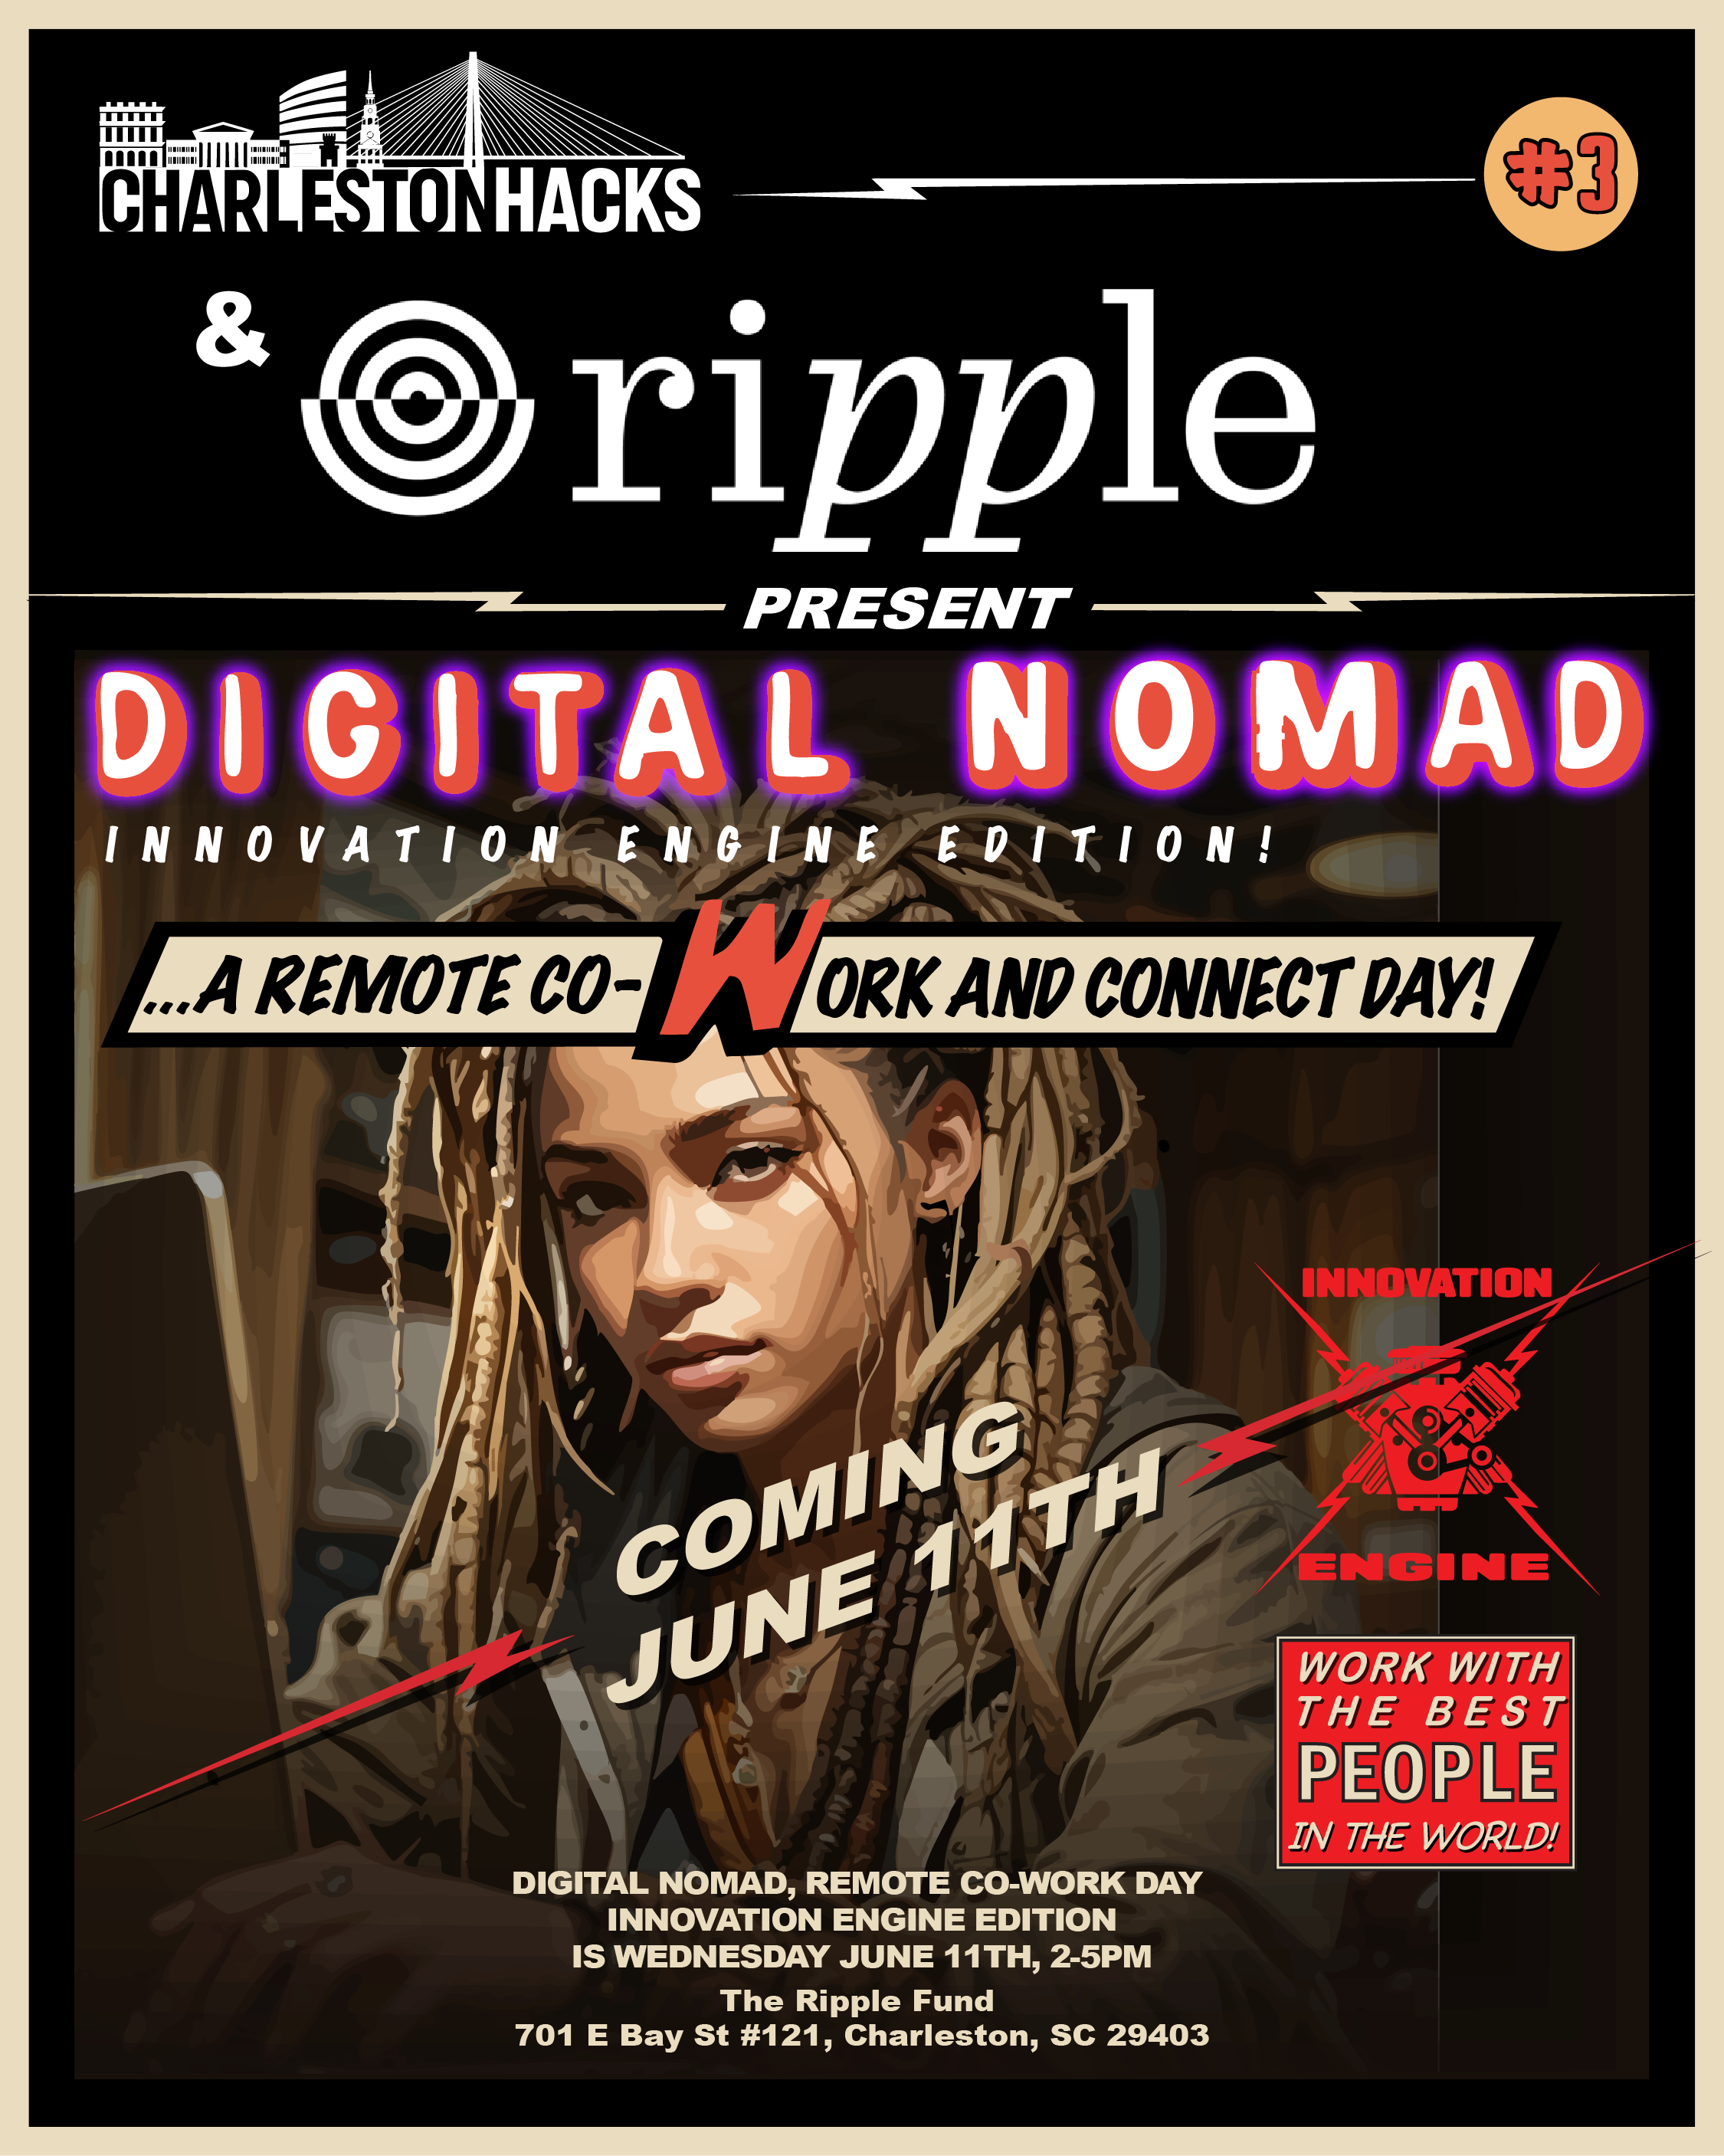 CHARLESTONHACKS
#3
& ripple
PRESENT
DIGITAL NOMAD
INNOVATION ENGINE EDITION!
...A REMOTE CO-WORK AND CONNECT DAY!
INNOVATION
ENGINE
COMING
JUNE 11TH
WORK WITH
THE BEST
PEOPLE
IN THE WORLD!
DIGITAL NOMAD, REMOTE CO-WORK DAY
INNOVATION ENGINE EDITION
IS WEDNESDAY JUNE 11TH, 2-5PM
The Ripple Fund
701 E Bay St #121, Charleston, SC 29403